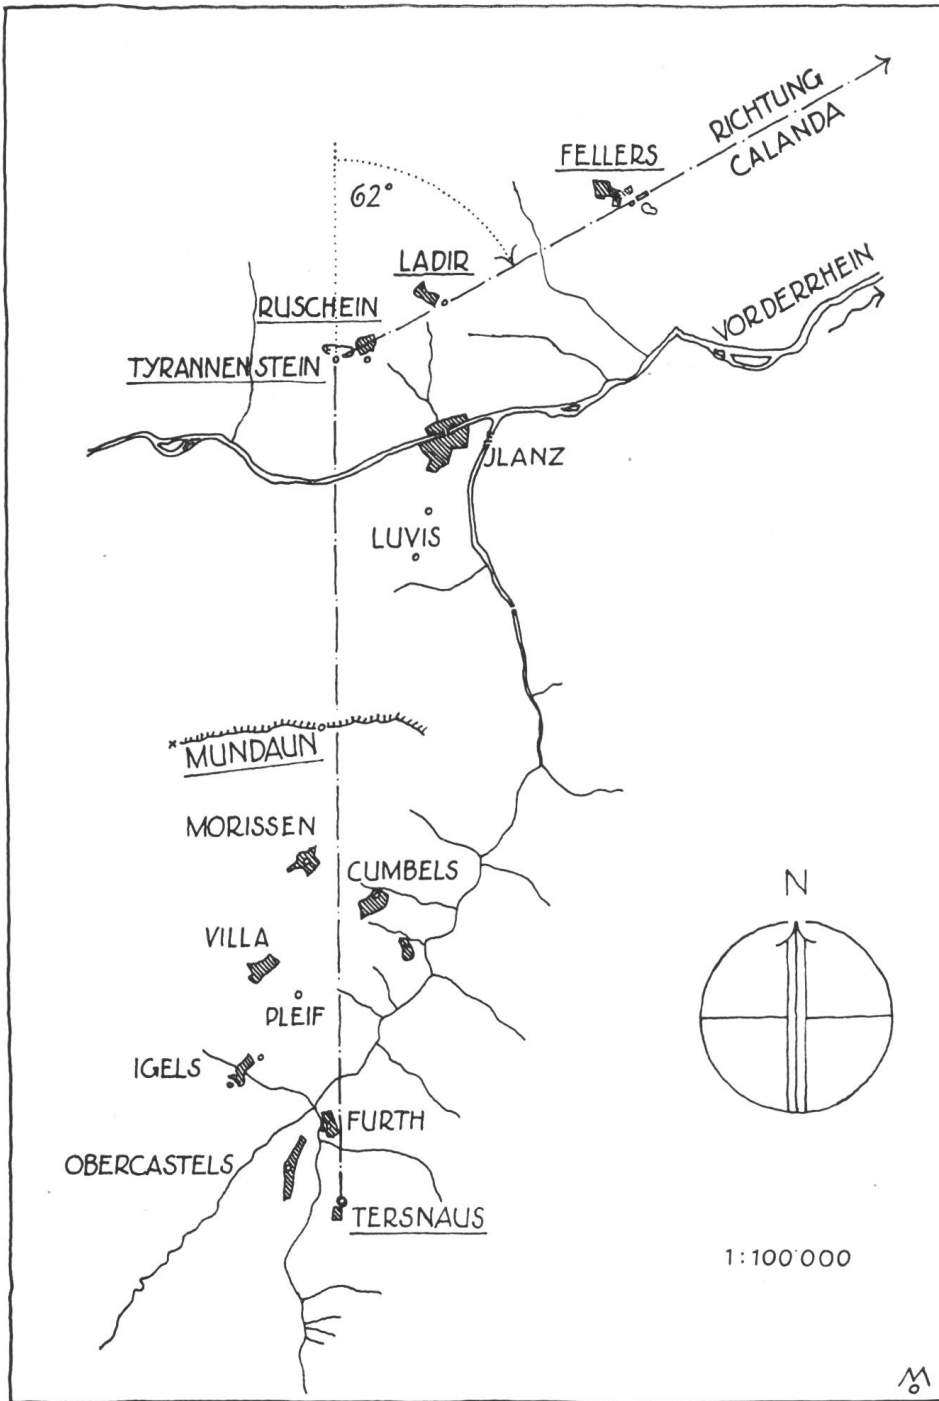 RICHTUNG
CALANDA
FELLERS
62°
LADIR
VORDERRHEIN
RUSCHEIN
TYRANNENSTEIN
JLANZ
LUVIS
MUNDAUN
MORISSEN
CUMBELS
VILLA
N
PLEIF
IGELS
FURTH
OBERCASTELS
TERSNAUS
1:100'000
M